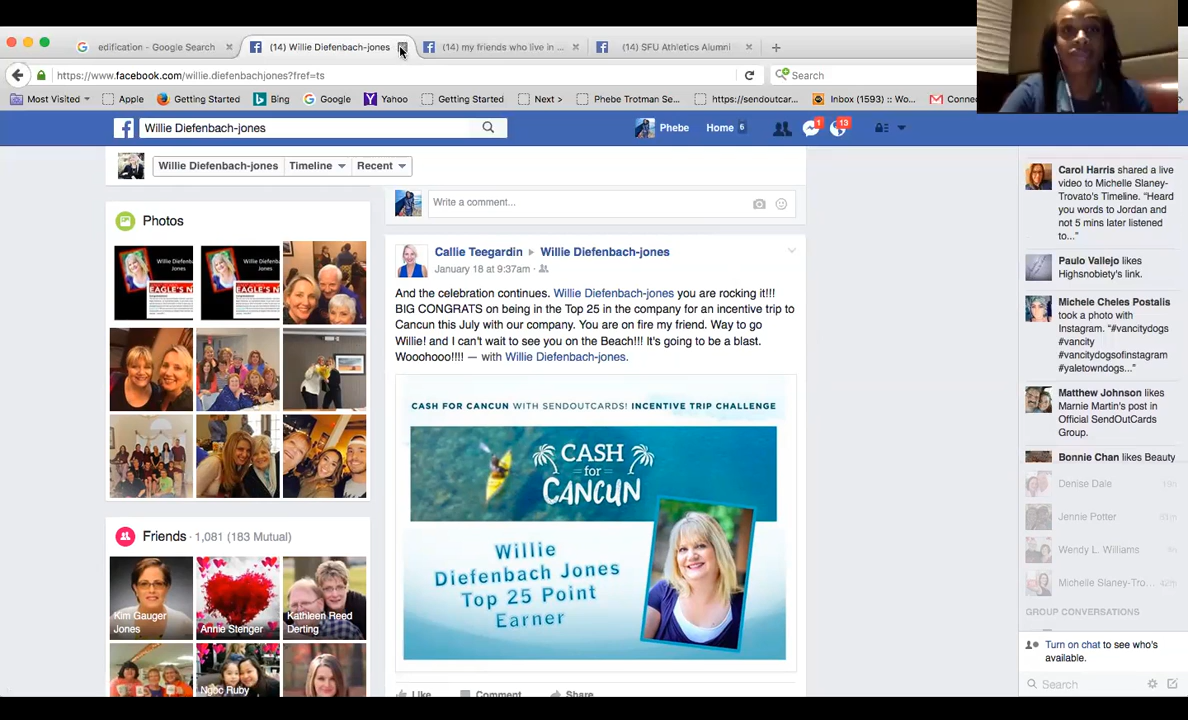 edification - Google Search
(14) Willie Diefenbach-jones
(14) my friends who live in ...
(14) SFU Athletics Alumni
https://www.facebook.com/willie.diefenbachjones?fref=ts
Search
Most Visited
Apple
Getting Started
Bing
Google
Yahoo
Getting Started
Next >
Phebe Trotman Se...
https://sendoutcar...
Inbox (1593) :: Wo...
Willie Diefenbach-jones
Phebe
Home 6
1
13
Willie Diefenbach-jones
Timeline
Recent
Photos
Friends · 1,081 (183 Mutual)
Kim Gauger
Jones
Annie Stenger
Kathleen Reed
Derting
Ngoc Ruby
Write a comment...
Callie Teegardin ▸ Willie Diefenbach-jones
January 18 at 9:37am ·
And the celebration continues. Willie Diefenbach-jones you are rocking it!!!
BIG CONGRATS on being in the Top 25 in the company for an incentive trip to
Cancun this July with our company. You are on fire my friend. Way to go
Willie! and I can't wait to see you on the Beach!!! It's going to be a blast.
Wooohooo!!!! — with Willie Diefenbach-jones.
CASH FOR CANCUN WITH SENDOUTCARDS! INCENTIVE TRIP CHALLENGE
CASH
for
CANCUN
Willie
Diefenbach Jones
Top 25 Point
Earner
Like
Comment
Share
Carol Harris shared a live
video to Michelle Slaney-
Trovato's Timeline. "Heard
you words to Jordan and
not 5 mins later listened
to..."
Paulo Vallejo likes
Highsnobiety's link.
Michele Cheles Postalis
took a photo with
Instagram. "#vancitydogs
#vancity
#vancitydogsofinstagram
#yaletowndogs..."
Matthew Johnson likes
Marnie Martin's post in
Official SendOutCards
Group.
Bonnie Chan likes Beauty
Denise Dale
Jennie Potter
Wendy L. Williams
Michelle Slaney-Tro...
GROUP CONVERSATIONS
Turn on chat to see who's
available.
Search